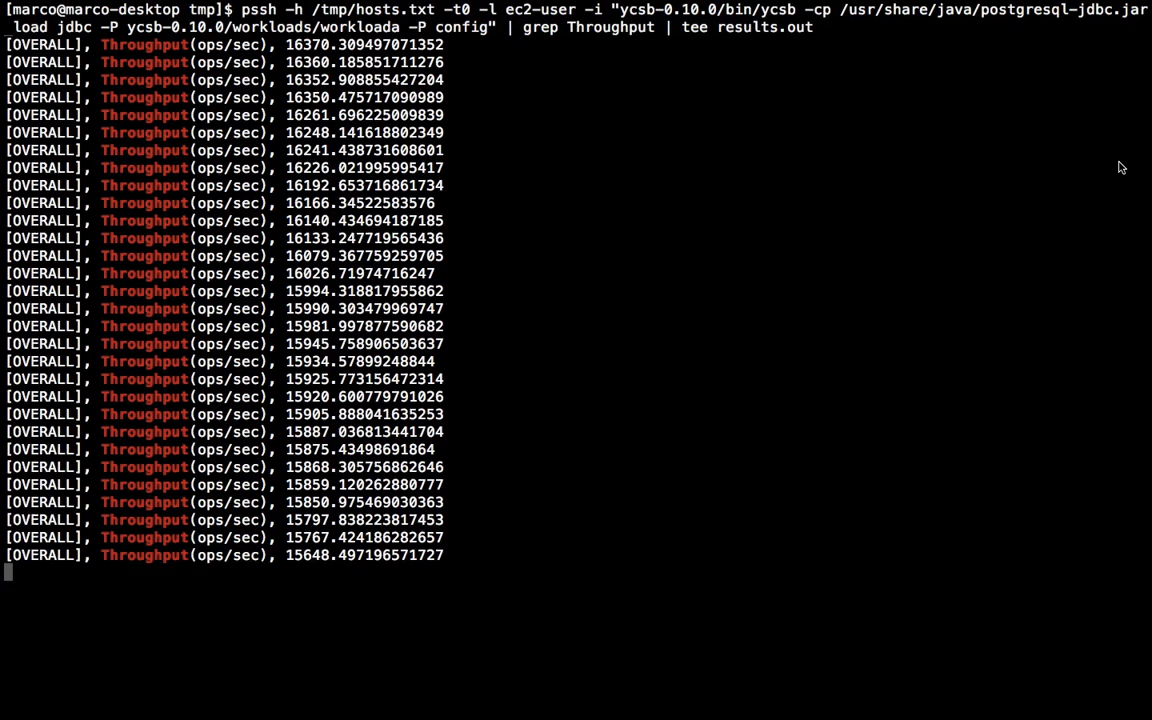 [marco@marco-desktop tmp]$ pssh -h /tmp/hosts.txt -t0 -l ec2-user -i "ycsb-0.10.0/bin/ycsb -cp /usr/share/java/postgresql-jdbc.jar
load jdbc -P ycsb-0.10.0/workloads/workloada -P config" | grep Throughput | tee results.out
[OVERALL], Throughput(ops/sec), 16370.309497071352
[OVERALL], Throughput(ops/sec), 16360.185851711276
[OVERALL], Throughput(ops/sec), 16352.908855427204
[OVERALL], Throughput(ops/sec), 16350.475717090989
[OVERALL], Throughput(ops/sec), 16261.696225009839
[OVERALL], Throughput(ops/sec), 16248.141618802349
[OVERALL], Throughput(ops/sec), 16241.438731608601
[OVERALL], Throughput(ops/sec), 16226.021995995417
[OVERALL], Throughput(ops/sec), 16192.653716861734
[OVERALL], Throughput(ops/sec), 16166.34522583576
[OVERALL], Throughput(ops/sec), 16140.434694187185
[OVERALL], Throughput(ops/sec), 16133.247719565436
[OVERALL], Throughput(ops/sec), 16079.367759259705
[OVERALL], Throughput(ops/sec), 16026.71974716247
[OVERALL], Throughput(ops/sec), 15994.318817955862
[OVERALL], Throughput(ops/sec), 15990.303479969747
[OVERALL], Throughput(ops/sec), 15981.997877590682
[OVERALL], Throughput(ops/sec), 15945.758906503637
[OVERALL], Throughput(ops/sec), 15934.57899248844
[OVERALL], Throughput(ops/sec), 15925.773156472314
[OVERALL], Throughput(ops/sec), 15920.600779791026
[OVERALL], Throughput(ops/sec), 15905.888041635253
[OVERALL], Throughput(ops/sec), 15887.036813441704
[OVERALL], Throughput(ops/sec), 15875.43498691864
[OVERALL], Throughput(ops/sec), 15868.305756862646
[OVERALL], Throughput(ops/sec), 15859.120262880777
[OVERALL], Throughput(ops/sec), 15850.975469030363
[OVERALL], Throughput(ops/sec), 15797.838223817453
[OVERALL], Throughput(ops/sec), 15767.424186282657
[OVERALL], Throughput(ops/sec), 15648.497196571727